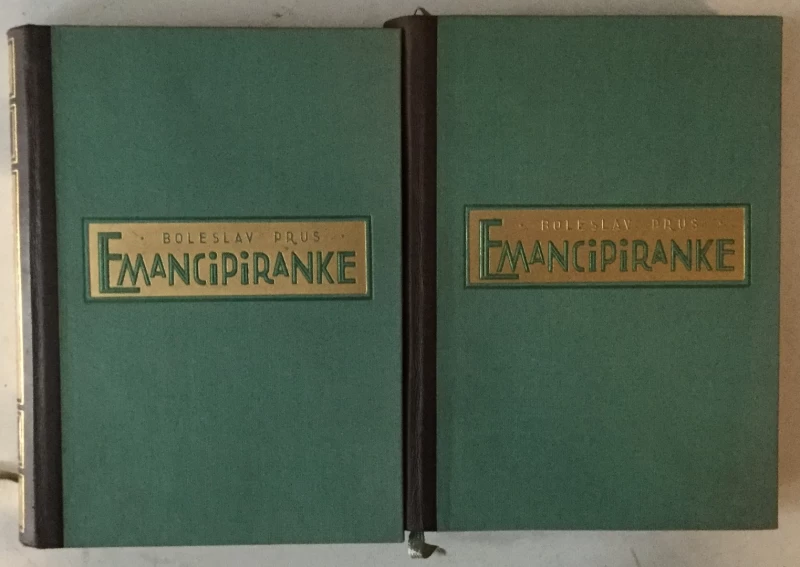 · BOLESLAV PRUS ·
EMANCiPiRANKE
· BOLESLAV PRUS ·
EMANCiPiRANKE